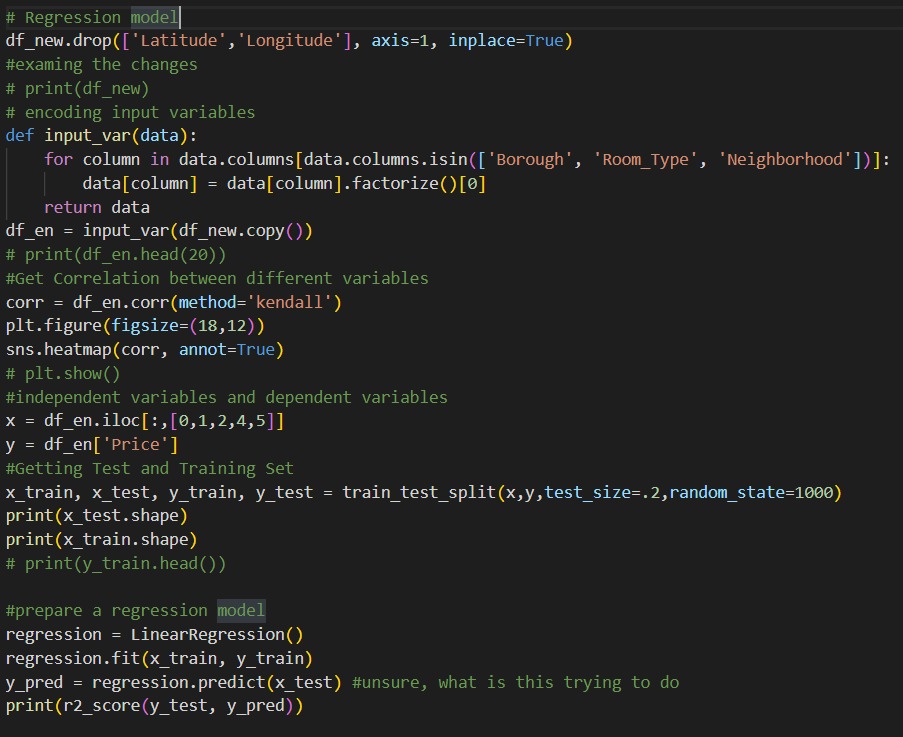 # Regression model
df_new.drop(['Latitude','Longitude'], axis=1, inplace=True)
#examing the changes
# print(df_new)
# encoding input variables
def input_var(data):
    for column in data.columns[data.columns.isin(['Borough', 'Room_Type', 'Neighborhood'])]:
        data[column] = data[column].factorize()[0]
    return data
df_en = input_var(df_new.copy())
# print(df_en.head(20))
#Get Correlation between different variables
corr = df_en.corr(method='kendall')
plt.figure(figsize=(18,12))
sns.heatmap(corr, annot=True)
# plt.show()
#independent variables and dependent variables
x = df_en.iloc[:,[0,1,2,4,5]]
y = df_en['Price']
#Getting Test and Training Set
x_train, x_test, y_train, y_test = train_test_split(x,y,test_size=.2,random_state=1000)
print(x_test.shape)
print(x_train.shape)
# print(y_train.head())

#prepare a regression model
regression = LinearRegression()
regression.fit(x_train, y_train)
y_pred = regression.predict(x_test) #unsure, what is this trying to do
print(r2_score(y_test, y_pred))